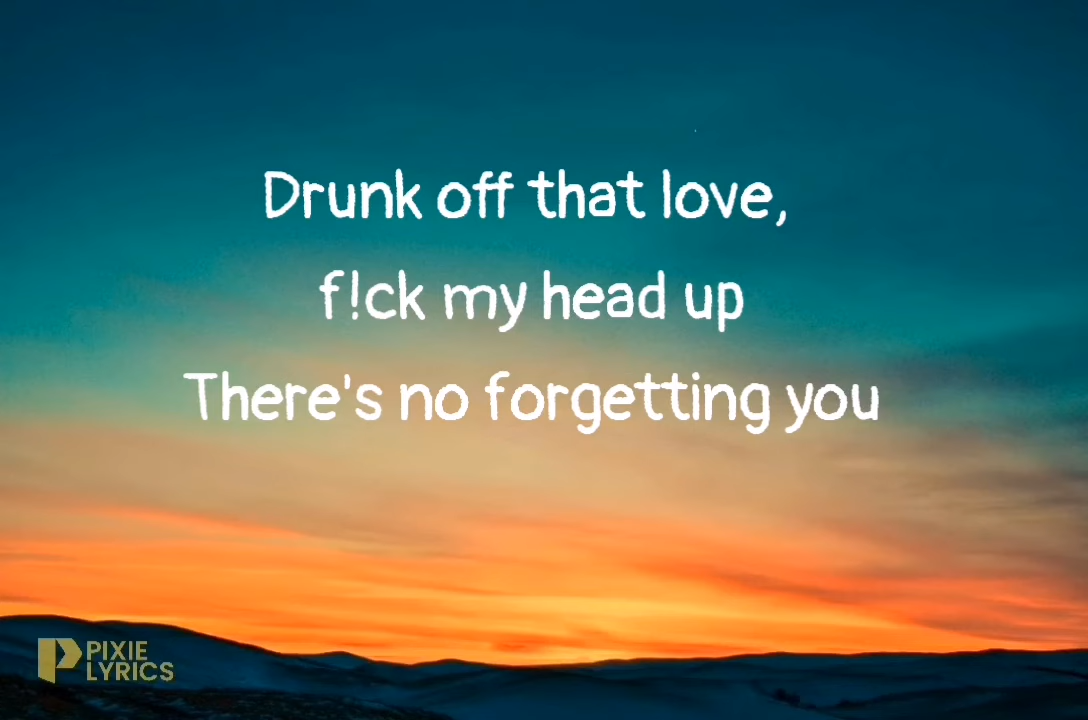 Drunk off that love,
f!ck my head up
There's no forgetting you
PIXIE
LYRICS